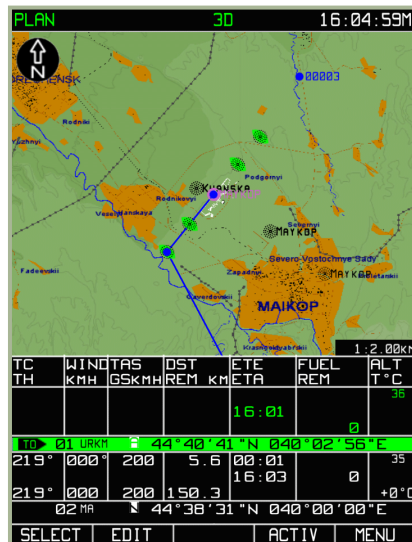 PLAN 3D 16:04:59M
N
00003
Rodniki
Podgornyi
Rodnikovyi
KHANSKA
MAYKOP
Severo-Vostochnye Sady
Fadeevskii
Zapadnyi
MAYKOP
Gaverdovskii
MAIKOP
1:2.00KM
TC WIND TAS DST ETE FUEL ALT
TH KMH GSKMH REM KM ETA REM T°C
36
16:01
0
TO 01 URKM 44°40'41"N 040°02'56"E
219° 000° 200 5.6 00:01 35
16:03 0
219° 000 200 150.3 +0°C
02 MA 44°38'31"N 040°00'00"E
SELECT EDIT ACTIV MENU